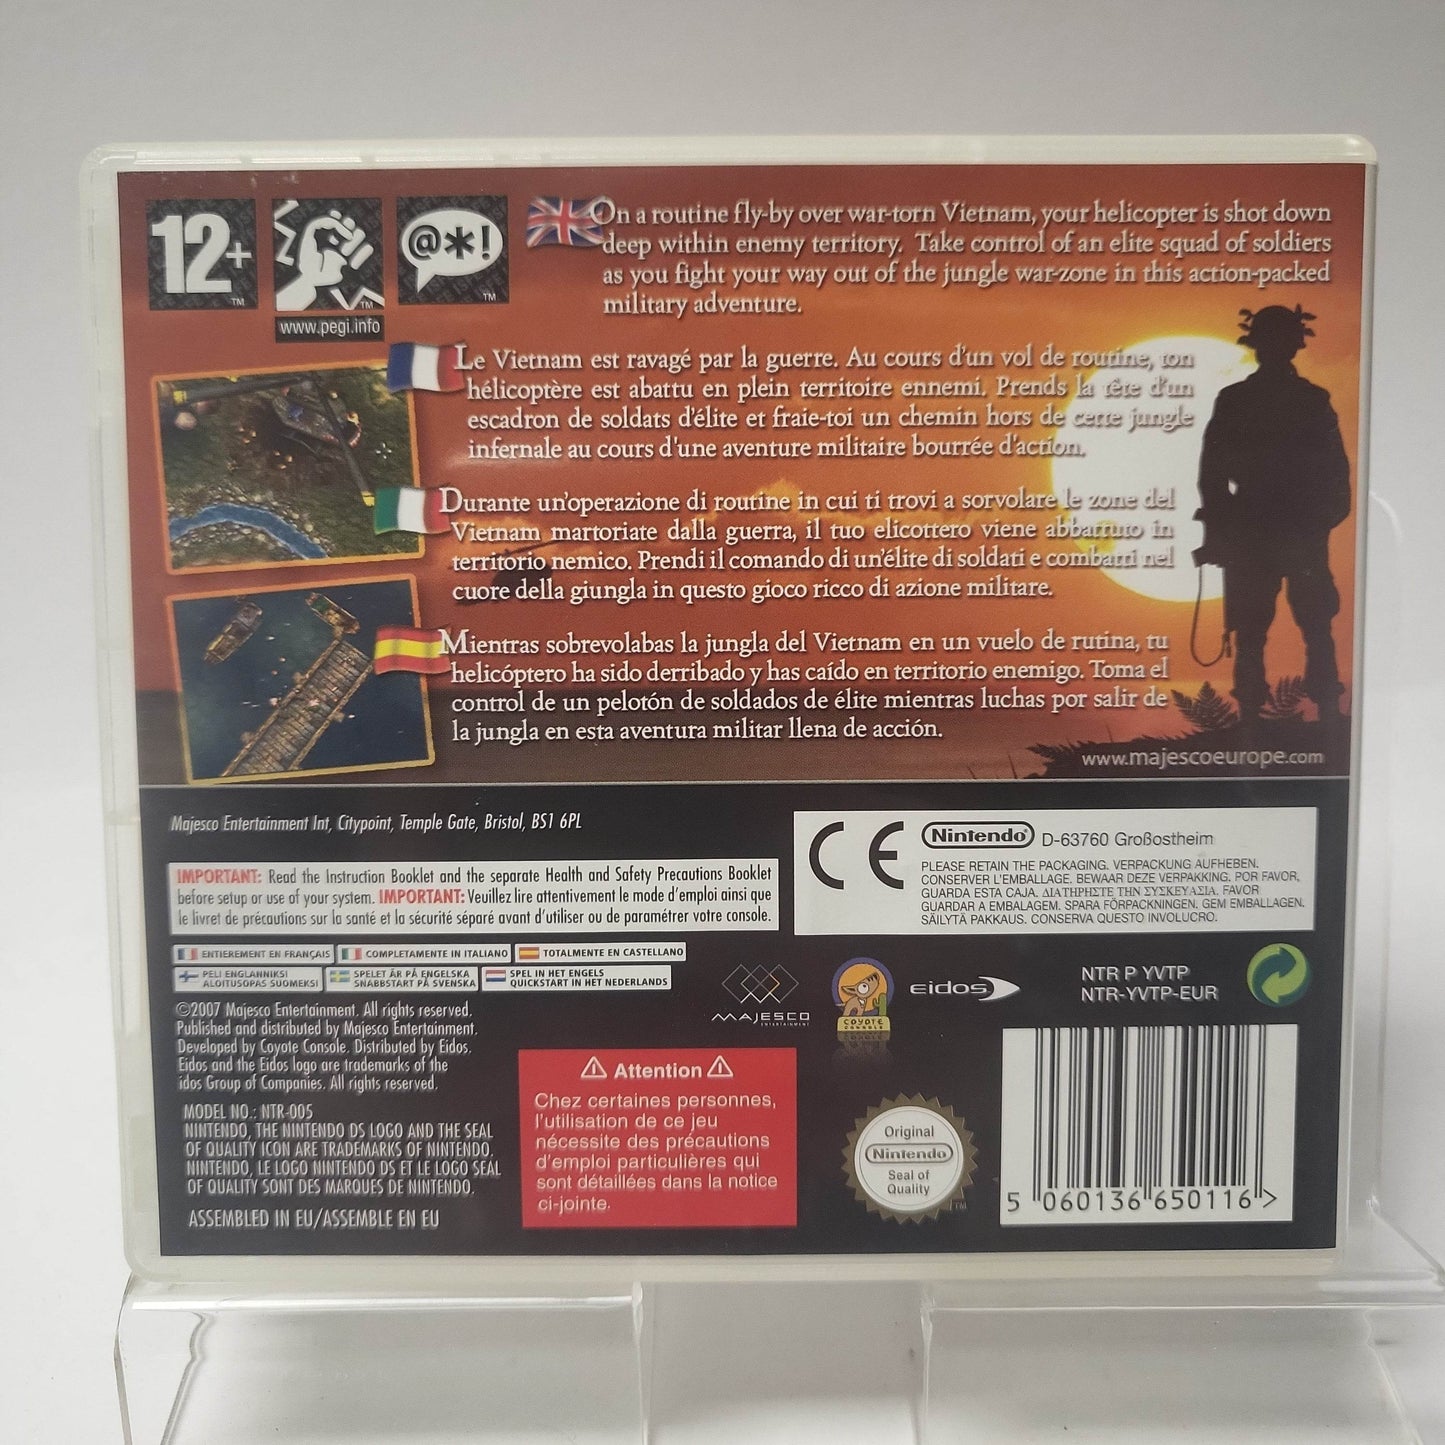 12+
TM
TM
www.pegi.info
@*!
TM
On a routine fly-by over war-torn Vietnam, your helicopter is shot down
deep within enemy territory. Take control of an elite squad of soldiers
as you fight your way out of the jungle war-zone in this action-packed
military adventure.
Le Vietnam est ravagé par la guerre. Au cours d'un vol de routine, ton
hélicoptère est abattu en plein territoire ennemi. Prends la tête d'un
escadron de soldats d'élite et fraie-toi un chemin hors de cette jungle
infernale au cours d'une aventure militaire bourrée d'action.
Durante un'operazione di routine in cui ti trovi a sorvolare le zone del
Vietnam martoriate dalla guerra, il tuo elicottero viene abbattuto in
territorio nemico. Prendi il comando di un'élite di soldati e combatti nel
cuore della giungla in questo gioco ricco di azione militare.
Mientras sobrevolabas la jungla del Vietnam en un vuelo de rutina, tu
helicóptero ha sido derribado y has caído en territorio enemigo. Toma el
control de un pelotón de soldados de élite mientras luchas por salir de
la jungla en esta aventura militar llena de acción.
www.majescoeurope.com
Majesco Entertainment Int, Citypoint, Temple Gate, Bristol, BS1 6PL
IMPORTANT: Read the Instruction Booklet and the separate Health and Safety Precautions Booklet
before setup or use of your system. IMPORTANT: Veuillez lire attentivement le mode d'emploi ainsi que
le livret de précautions sur la santé et la sécurité séparé avant d'utiliser ou de paramétrer votre console.
CE
Nintendo® D-63760 Großostheim
PLEASE RETAIN THE PACKAGING. VERPACKUNG AUFHEBEN.
CONSERVER L'EMBALLAGE. BEWAAR DEZE VERPAKKING. POR FAVOR,
GUARDA ESTA CAJA. ΔΙΑΤΗΡΗΣΤΕ ΤΗΝ ΣΥΣΚΕΥΑΣΙΑ. FAVOR
GUARDAR A EMBALAGEM. SPARA FÖRPACKNINGEN. GEM EMBALLAGEN.
SÄILYTÄ PAKKAUS. CONSERVA QUESTO INVOLUCRO.
ENTIEREMENT EN FRANÇAIS
COMPLETAMENTE IN ITALIANO
TOTALMENTE EN CASTELLANO
PELI ENGLANNIKSI
ALOITUSOPAS SUOMEKSI
SPELET ÄR PÅ ENGELSKA
SNABBSTART PÅ SVENSKA
SPEL IN HET ENGELS
QUICKSTART IN HET NEDERLANDS
©2007 Majesco Entertainment. All rights reserved.
Published and distributed by Majesco Entertainment.
Developed by Coyote Console. Distributed by Eidos.
Eidos and the Eidos logo are trademarks of the
idos Group of Companies. All rights reserved.
MAJESCO
ENTERTAINMENT
COYOTE
CONSOLE
eidos
NTR P YVTP
NTR-YVTP-EUR
MODEL NO.: NTR-005
NINTENDO, THE NINTENDO DS LOGO AND THE SEAL
OF QUALITY ICON ARE TRADEMARKS OF NINTENDO.
NINTENDO, LE LOGO NINTENDO DS ET LE LOGO SEAL
OF QUALITY SONT DES MARQUES DE NINTENDO.
ASSEMBLED IN EU/ASSEMBLE EN EU
Attention
Chez certaines personnes,
l'utilisation de ce jeu
nécessite des précautions
d'emploi particulières qui
sont détaillées dans la notice
ci-jointe.
Original
Nintendo
Seal of
Quality
TM
5 060136 650116 >